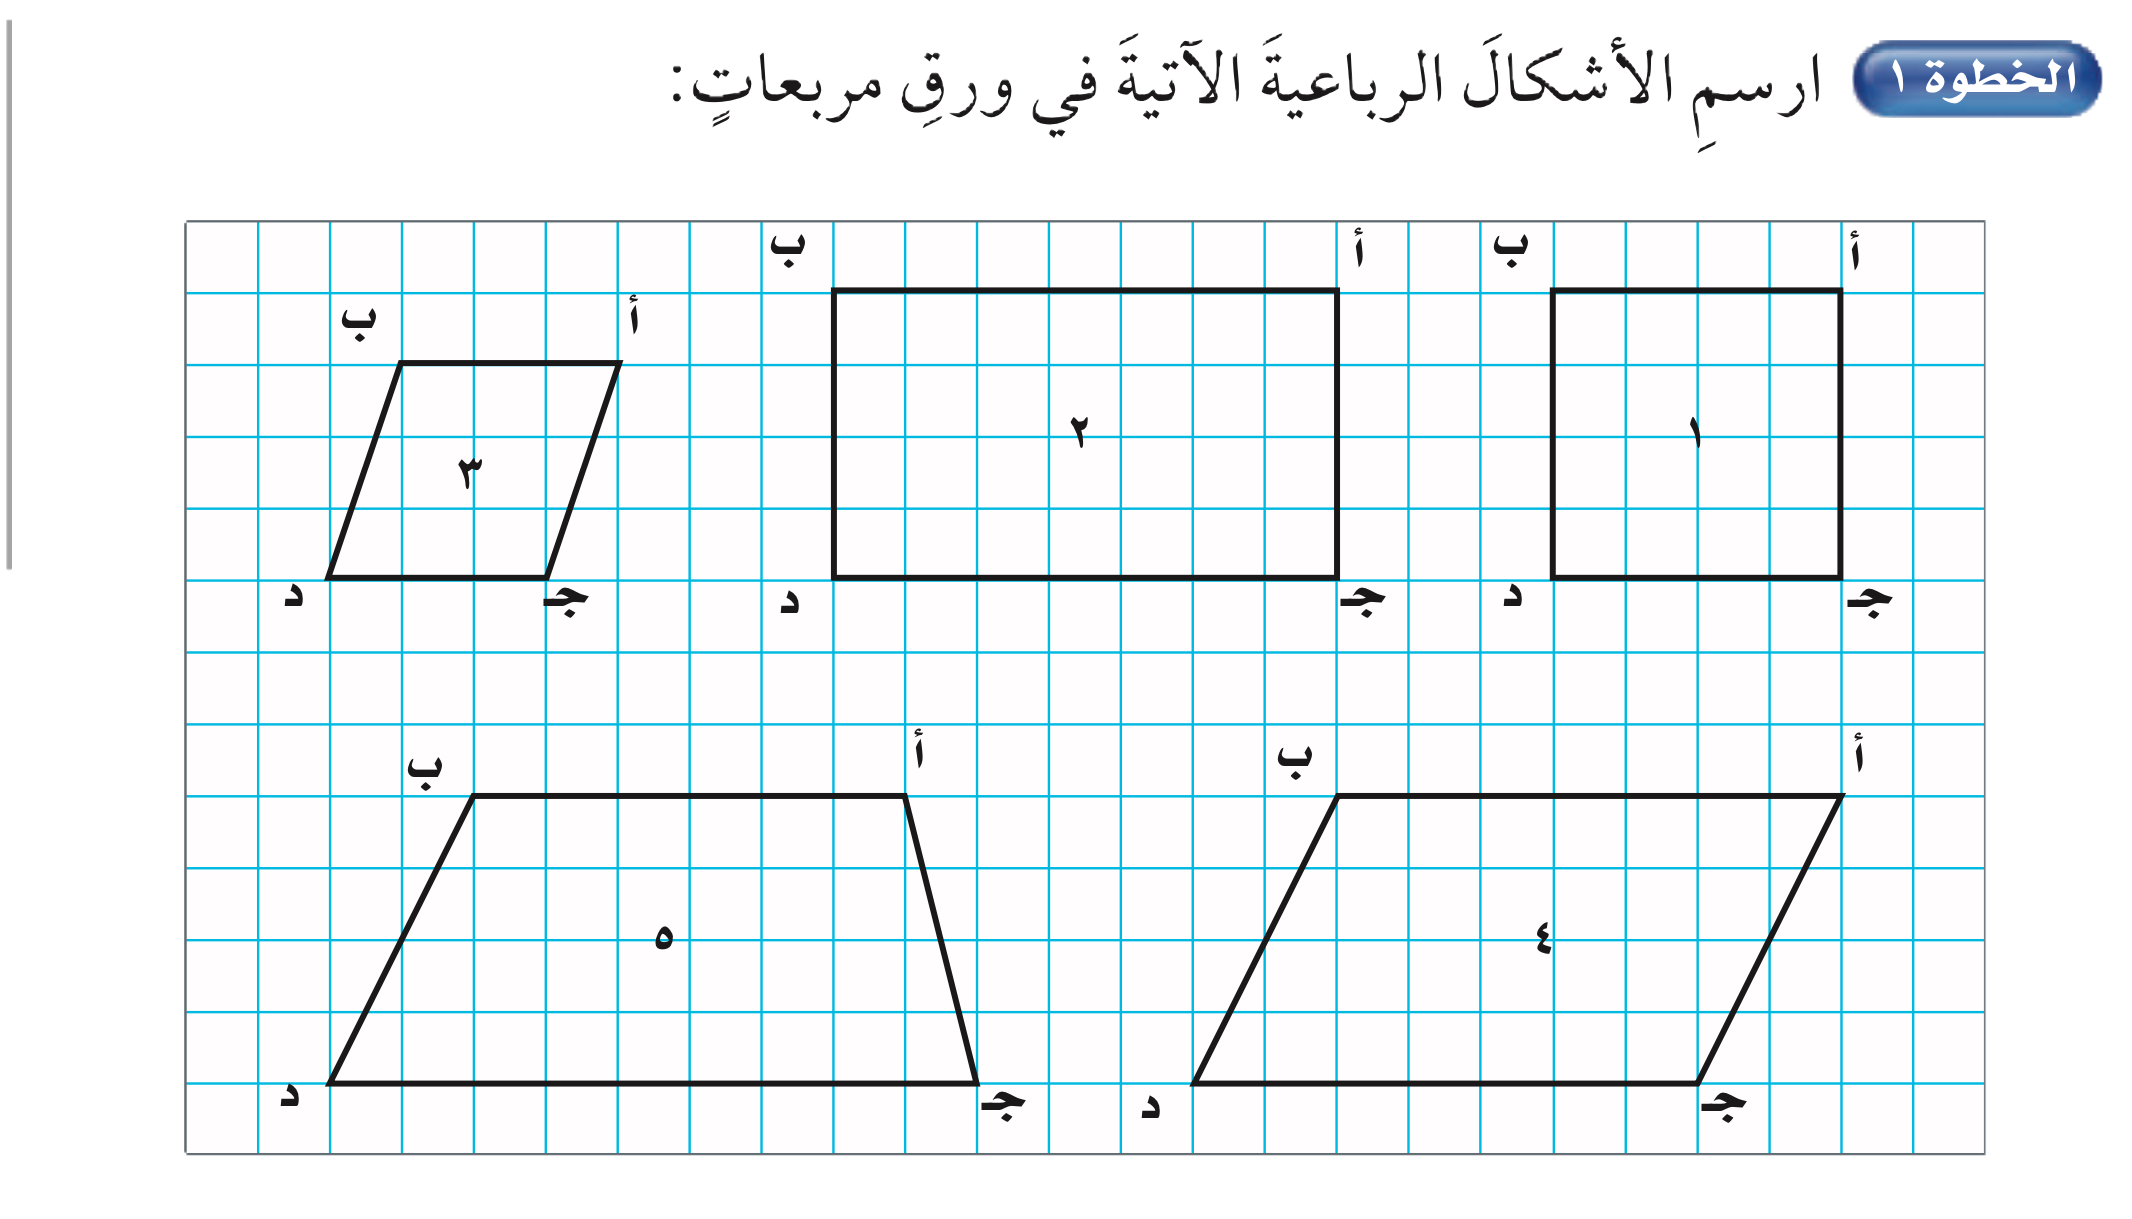 الخطوة ١ ارسمِ الأشكالَ الرباعيةَ الآتيةَ في ورقِ مربعاتٍ:
أ ب أ ب
أ ب
١ ٢ ٣
جـ د جـ د جـ د
أ ب أ ب
٤ ٥
جـ د جـ د